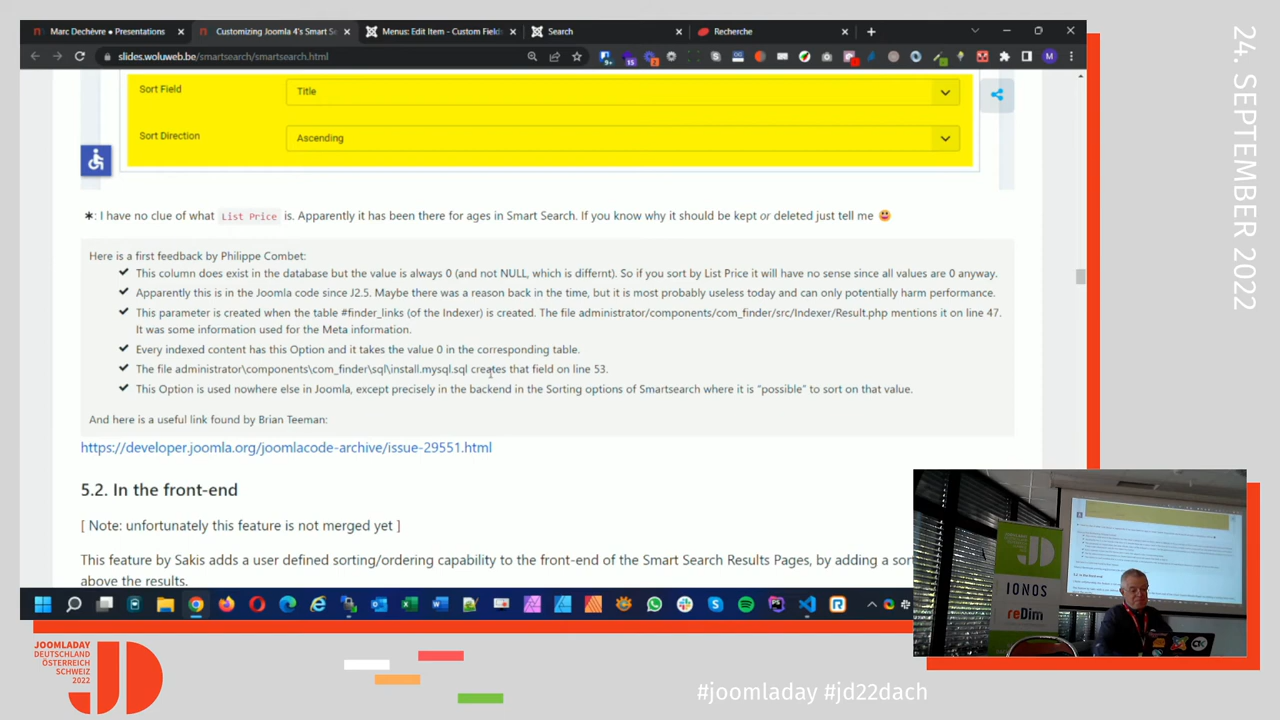 Marc Dechèvre • Presentations
Customizing Joomla 4's Smart Se
Menus: Edit Item - Custom Field
Search
Recherche
slides.woluweb.be/smartsearch/smartsearch.html
Sort Field
Title
Sort Direction
Ascending
✱: I have no clue of what List Price is. Apparently it has been there for ages in Smart Search. If you know why it should be kept or deleted just tell me 😃
Here is a first feedback by Philippe Combet:
✔ This column does exist in the database but the value is always 0 (and not NULL, which is differnt). So if you sort by List Price it will have no sense since all values are 0 anyway.
✔ Apparently this is in the Joomla code since J2.5. Maybe there was a reason back in the time, but it is most probably useless today and can only potentially harm performance.
✔ This parameter is created when the table #finder_links (of the Indexer) is created. The file administrator/components/com_finder/src/Indexer/Result.php mentions it on line 47.
It was some information used for the Meta information.
✔ Every indexed content has this Option and it takes the value 0 in the corresponding table.
✔ The file administrator\components\com_finder\sql\install.mysql.sql creates that field on line 53.
✔ This Option is used nowhere else in Joomla, except precisely in the backend in the Sorting options of Smartsearch where it is "possible" to sort on that value.
And here is a useful link found by Brian Teeman:
https://developer.joomla.org/joomlacode-archive/issue-29551.html
5.2. In the front-end
[ Note: unfortunately this feature is not merged yet ]
This feature by Sakis adds a user defined sorting/ordering capability to the front-end of the Smart Search Results Pages, by adding a sor
above the results.
24. SEPTEMBER 2022
JD
IONOS
reDim
JOOMLADAY
DEUTSCHLAND
ÖSTERREICH
SCHWEIZ
2022
JD
#joomladay #jd22dach